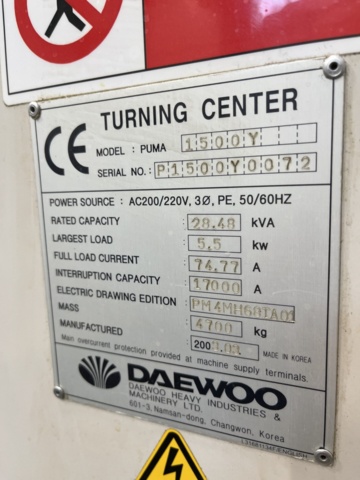 TURNING CENTER
CE
MODEL : PUMA 1500Y
SERIAL NO. : P1500Y0072
POWER SOURCE : AC200/220V, 3Ø, PE, 50/60HZ
RATED CAPACITY : 28.48 kVA
LARGEST LOAD : 5.5 kw
FULL LOAD CURRENT : 74.77 A
INTERRUPTION CAPACITY : 17000 A
ELECTRIC DRAWING EDITION :
MASS : 4700 kg
MANUFACTURED : 2003.03 MADE IN KOREA
Main overcurrent protection provided at machine supply terminals.
DAEWOO
DAEWOO HEAVY INDUSTRIES &
MACHINERY LTD.
601-3, Namsan-dong, Changwon, Korea